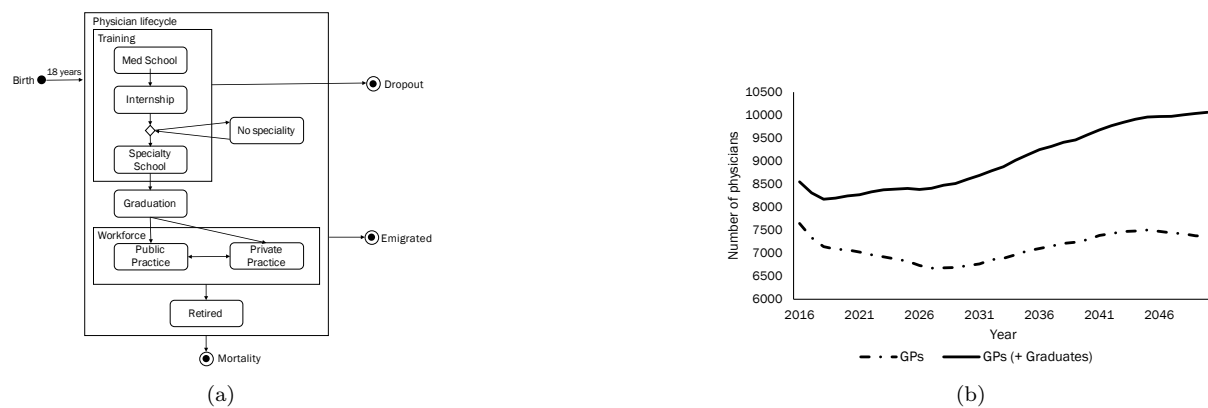 Physician lifecycle
Training
Med School
Birth
18 years
Dropout
Internship
No speciality
Specialty
School
Graduation
Workforce
Public
Practice
Private
Practice
Emigrated
Retired
Mortality
(a)
Number of physicians
10500
10000
9500
9000
8500
8000
7500
7000
6500
6000
2016 2021 2026 2031 2036 2041 2046
Year
GPs GPs (+ Graduates)
(b)